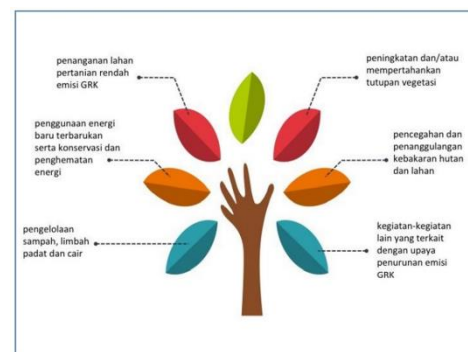 penanganan lahan
pertanian rendah
emisi GRK
penggunaan energi
baru terbarukan
serta konservasi dan
penghematan
energi
pengelolaan
sampah, limbah
padat dan cair
peningkatan dan/atau
mempertahankan
tutupan vegetasi
pencegahan dan
penanggulangan
kebakaran hutan
dan lahan
kegiatan-kegiatan
lain yang terkait
dengan upaya
penurunan emisi
GRK